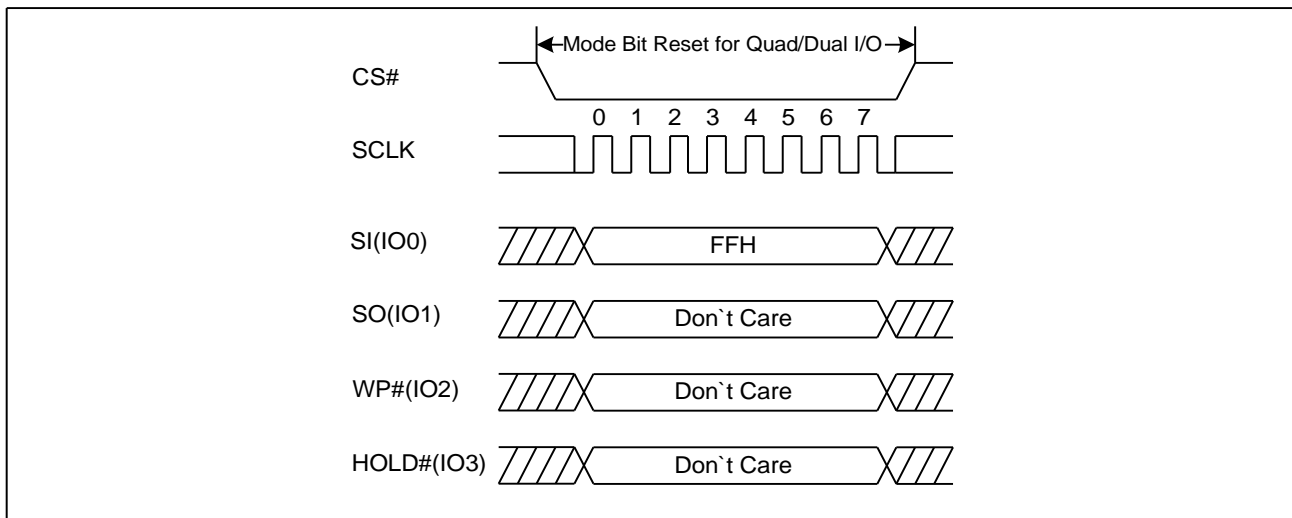 Mode Bit Reset for Quad/Dual I/O
CS#
0 1 2 3 4 5 6 7
SCLK
SI(IO0) FFH
SO(IO1) Don`t Care
WP#(IO2) Don`t Care
HOLD#(IO3) Don`t Care